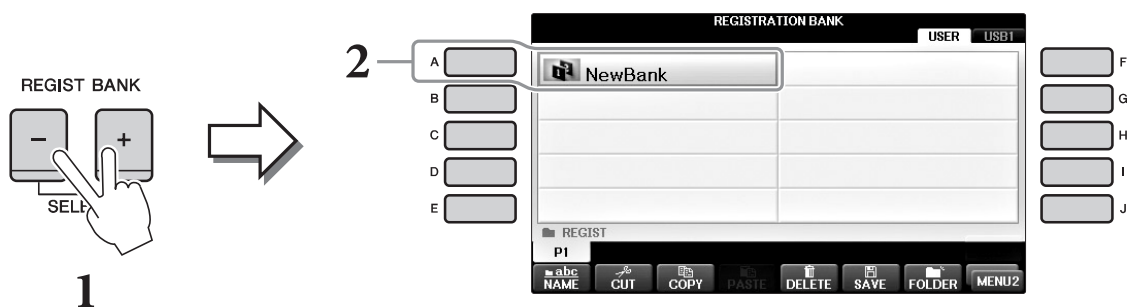 REGISTRATION BANK
USER USB1
2
A
NewBank
F
REGIST BANK
B
G
- +
C
H
D
I
E
J
REGIST
P1
abc
NAME CUT COPY PASTE DELETE SAVE FOLDER MENU2
1